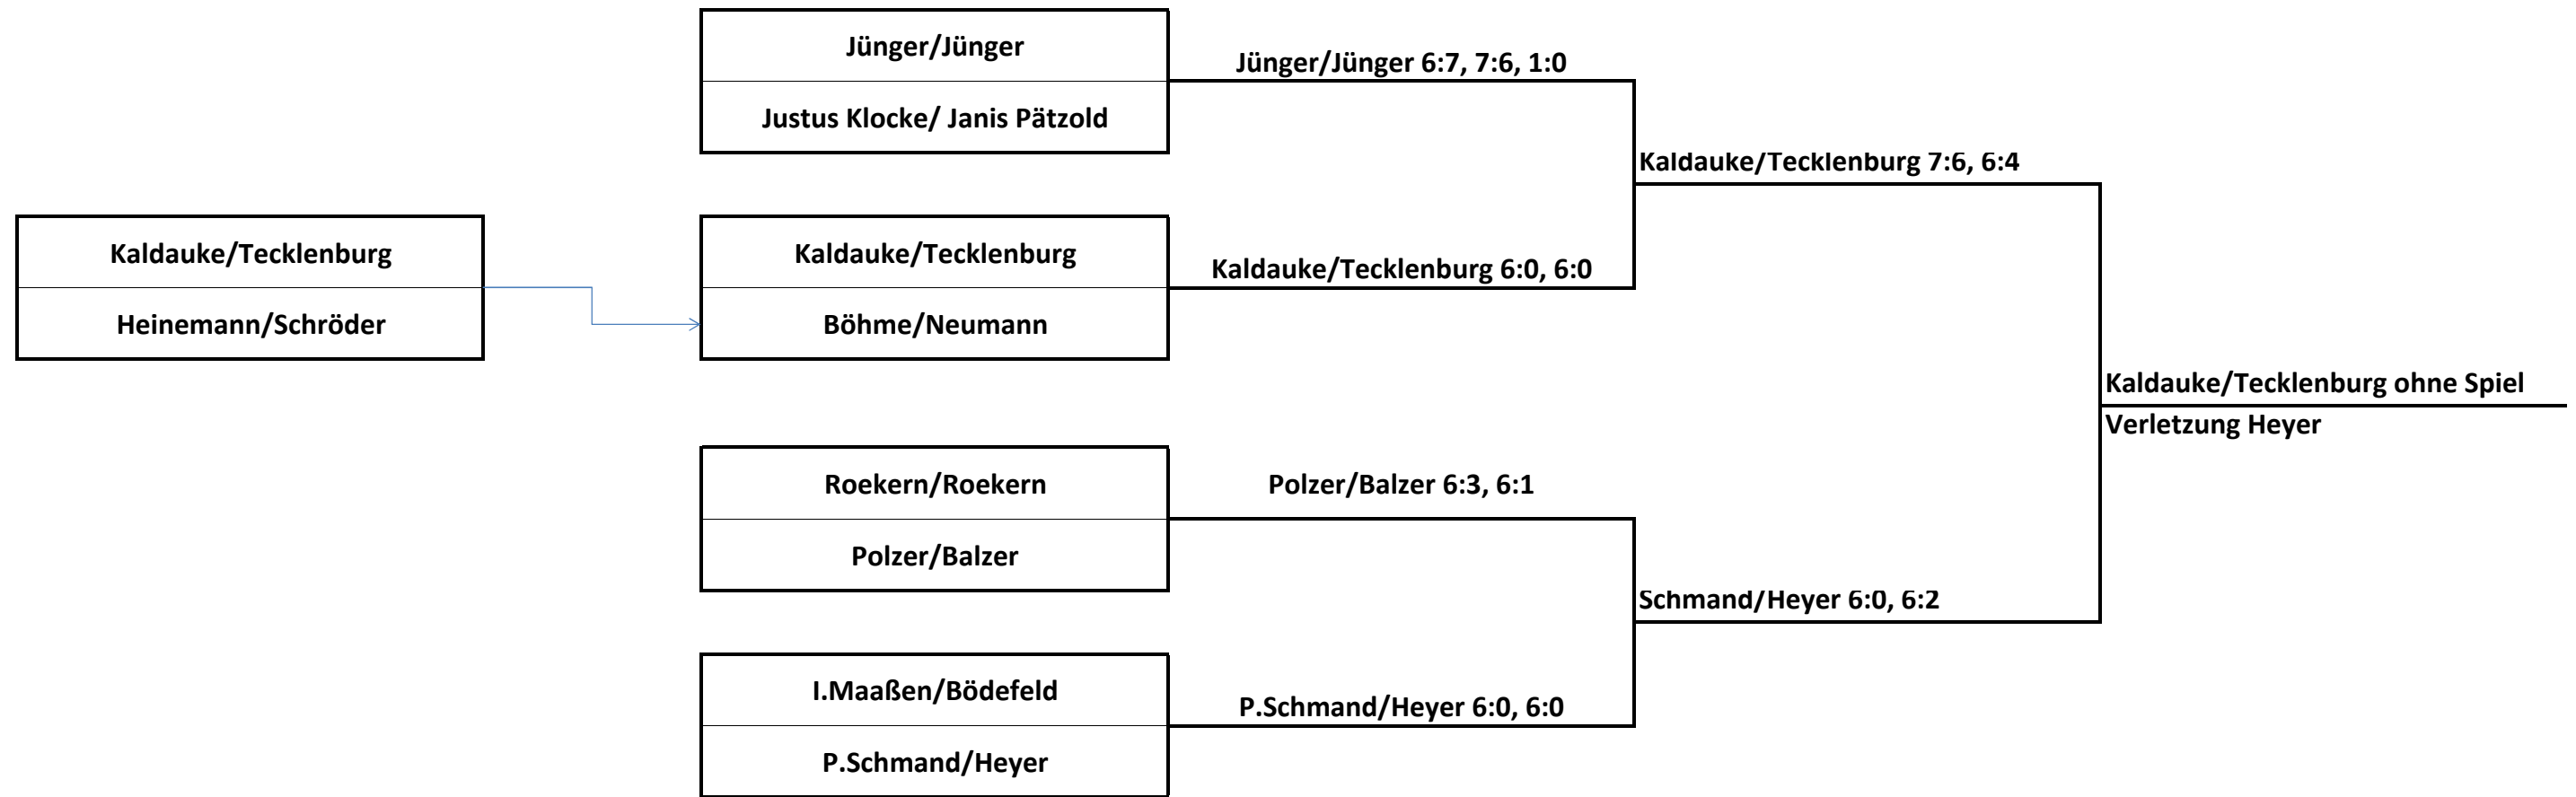 Jünger/Jünger
Jünger/Jünger 6:7, 7:6, 1:0
Justus Klocke/ Janis Pätzold
Kaldauke/Tecklenburg 7:6, 6:4
Kaldauke/Tecklenburg
Kaldauke/Tecklenburg
Kaldauke/Tecklenburg 6:0, 6:0
Heinemann/Schröder
Böhme/Neumann
Kaldauke/Tecklenburg ohne Spiel
Verletzung Heyer
Roekern/Roekern
Polzer/Balzer 6:3, 6:1
Polzer/Balzer
Schmand/Heyer 6:0, 6:2
I.Maaßen/Bödefeld
P.Schmand/Heyer 6:0, 6:0
P.Schmand/Heyer